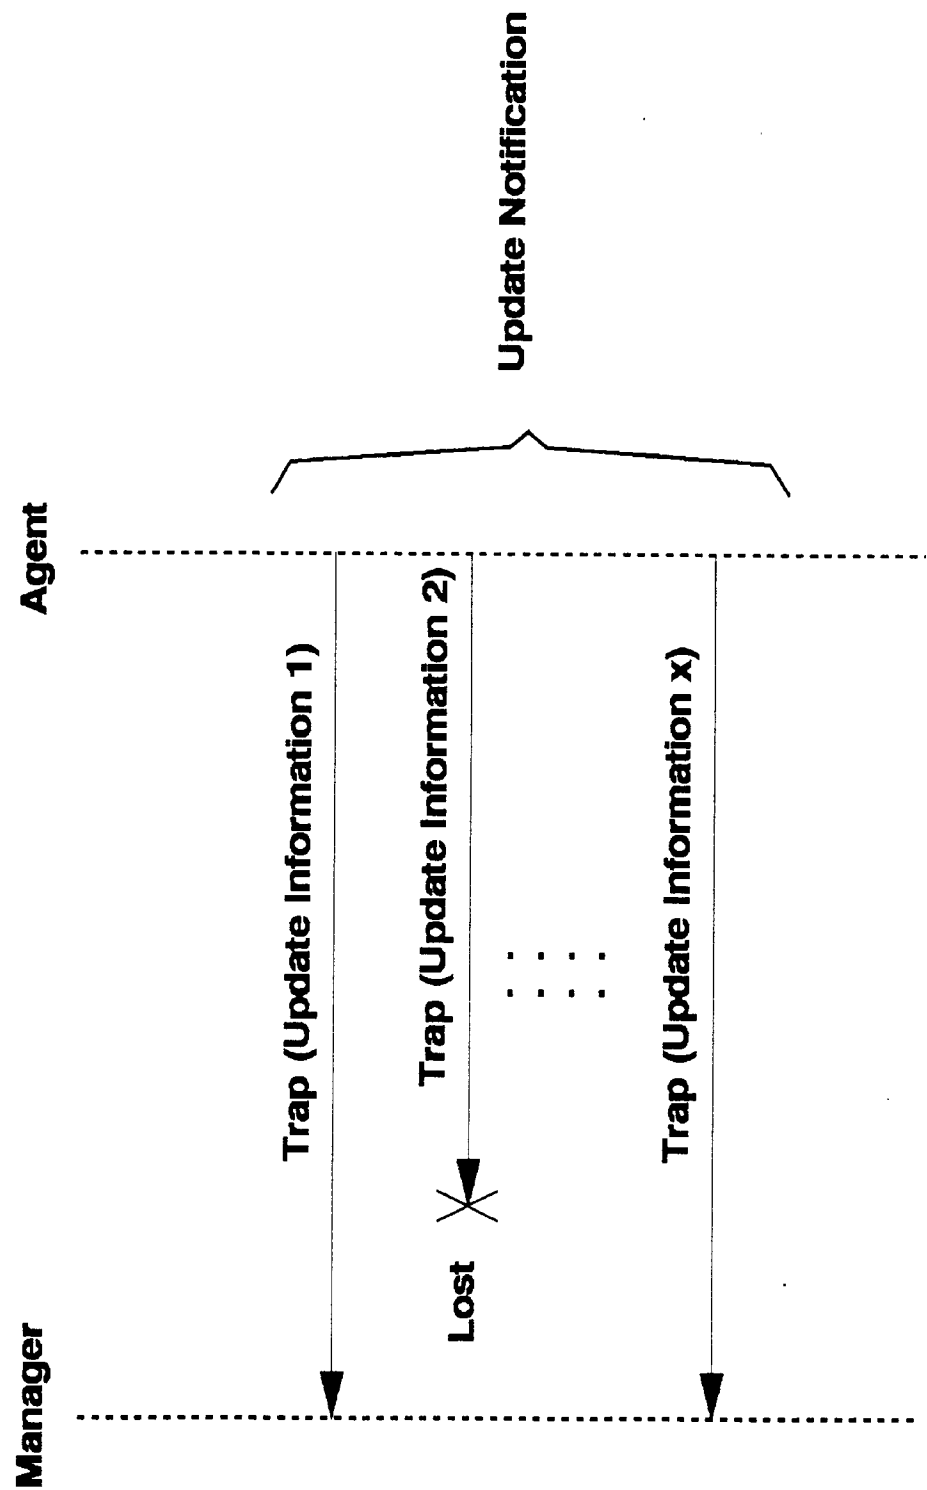 Manager
Agent
Trap (Update Information 1)
Lost
Trap (Update Information 2)
Trap (Update Information x)
Update Notification